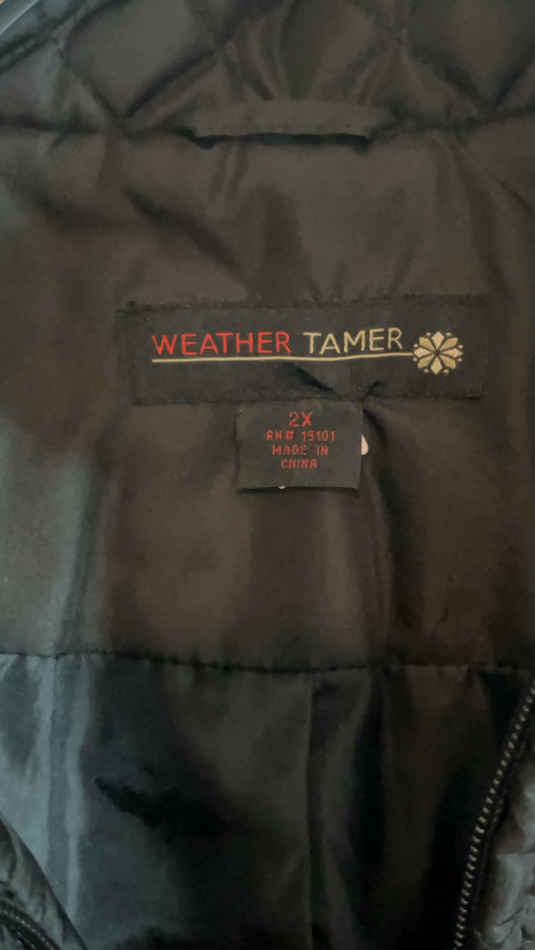 WEATHER TAMER
2X
RN# 15101
MADE IN
CHINA